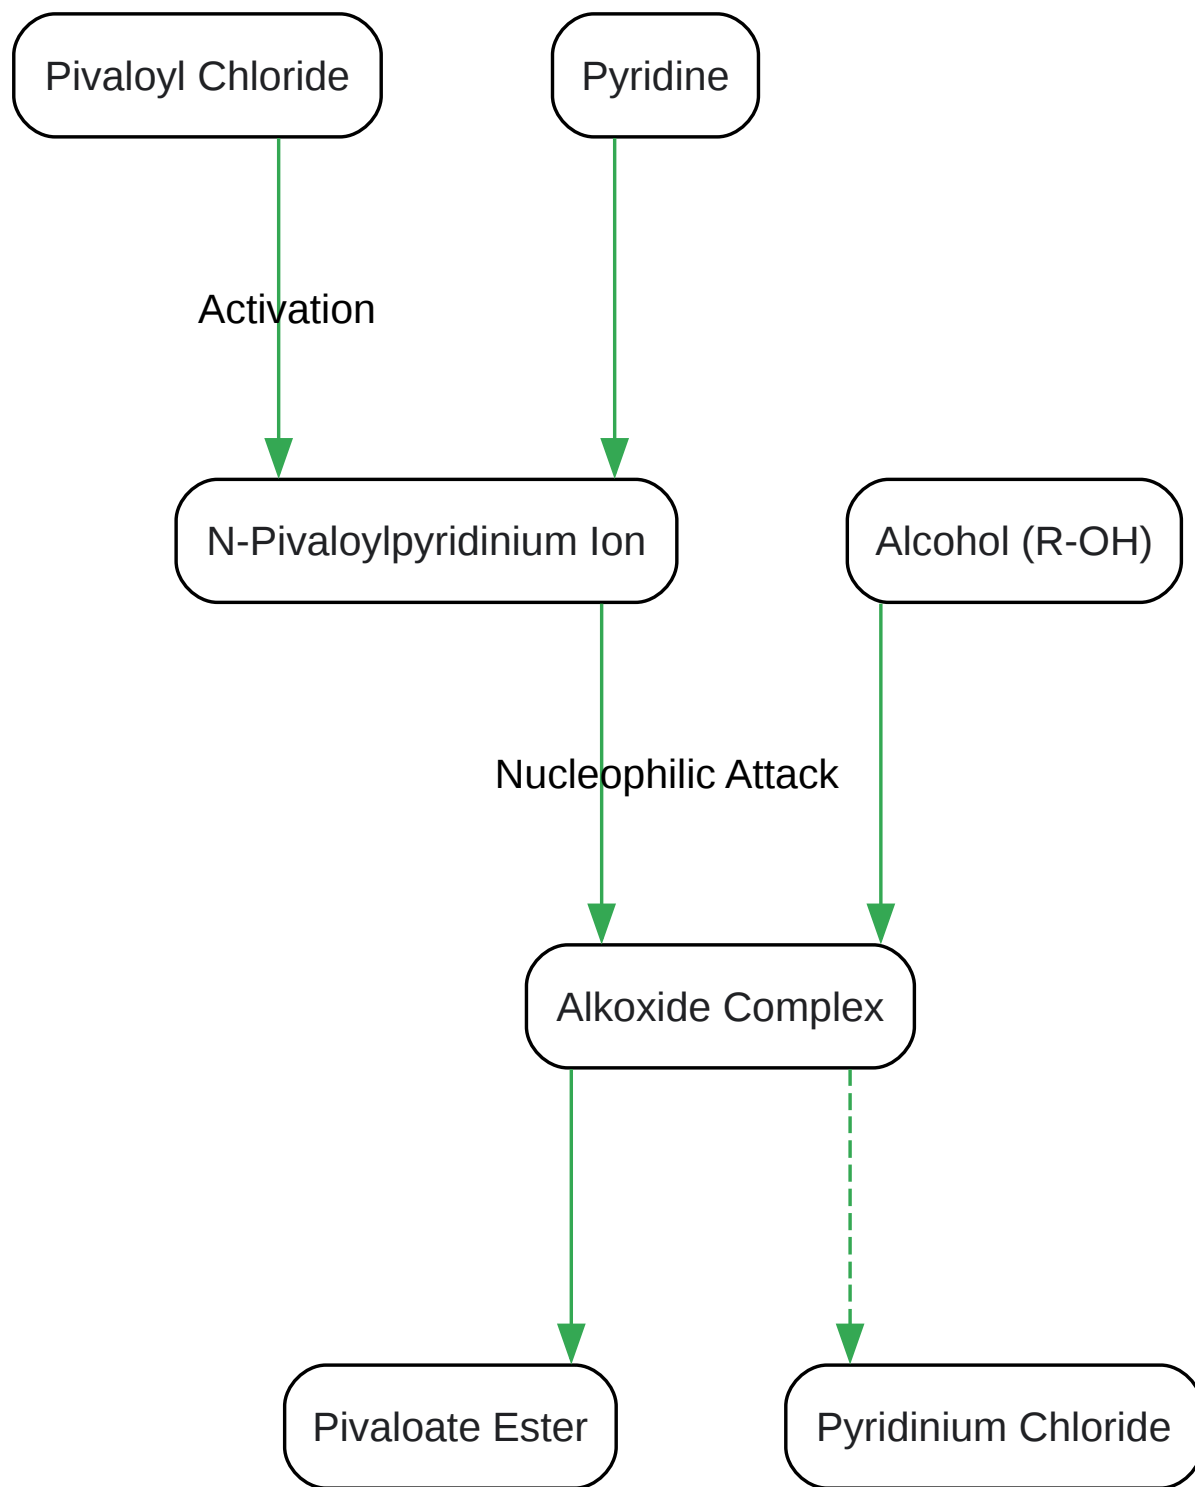 Pivaloyl Chloride
Pyridine
Activation
N-Pivaloylpyridinium Ion
Alcohol (R-OH)
Nucleophilic Attack
Alkoxide Complex
Pivaloate Ester
Pyridinium Chloride